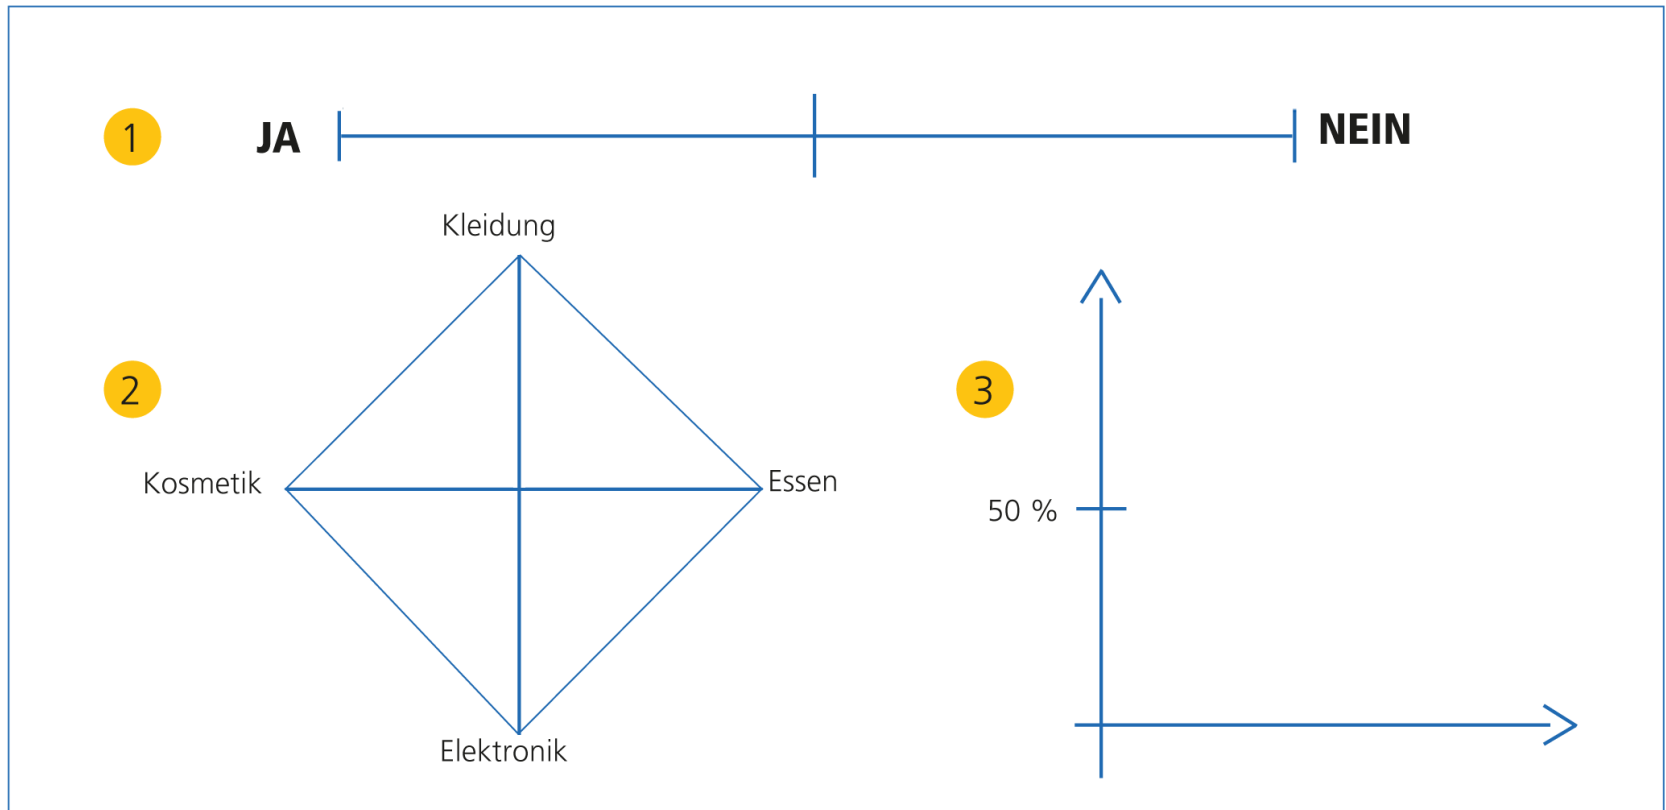 1
JA
NEIN
Kleidung
2
Kosmetik
Essen
Elektronik
3
50 %